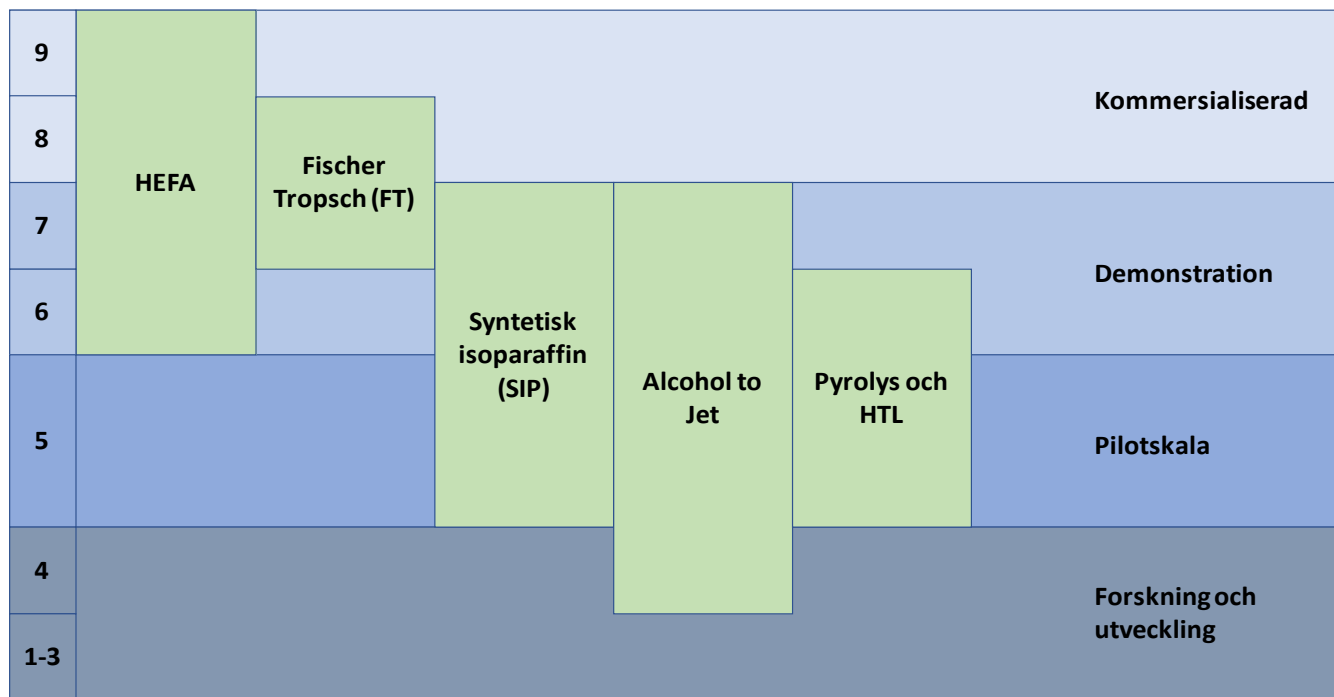 9
8
7
6
5
4
1-3
HEFA
Fischer
Tropsch (FT)
Syntetisk
isoparaffin
(SIP)
Alcohol to
Jet
Pyrolys och
HTL
Kommersialiserad
Demonstration
Pilotskala
Forskning och
utveckling